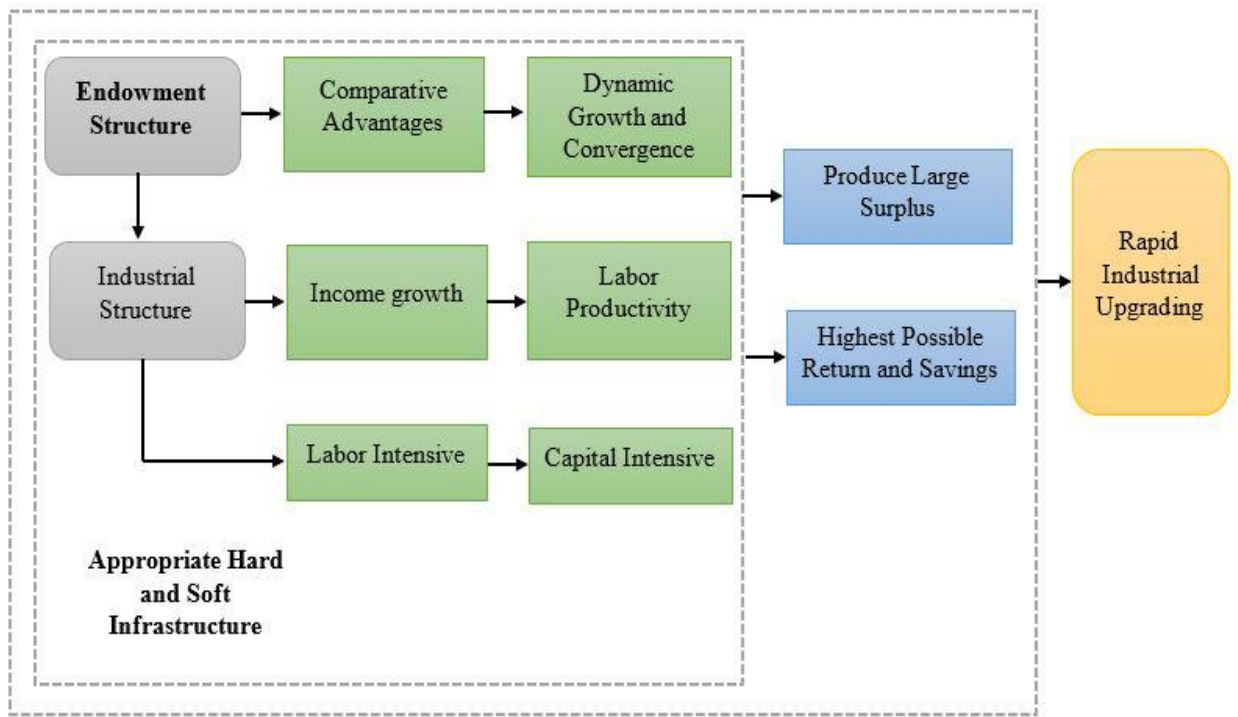 Endowment
Structure
Comparative
Advantages
Dynamic
Growth and
Convergence
Produce Large
Surplus
Industrial
Structure
Income growth
Labor
Productivity
Highest Possible
Return and Savings
Rapid
Industrial
Upgrading
Labor Intensive
Capital Intensive
Appropriate Hard
and Soft
Infrastructure